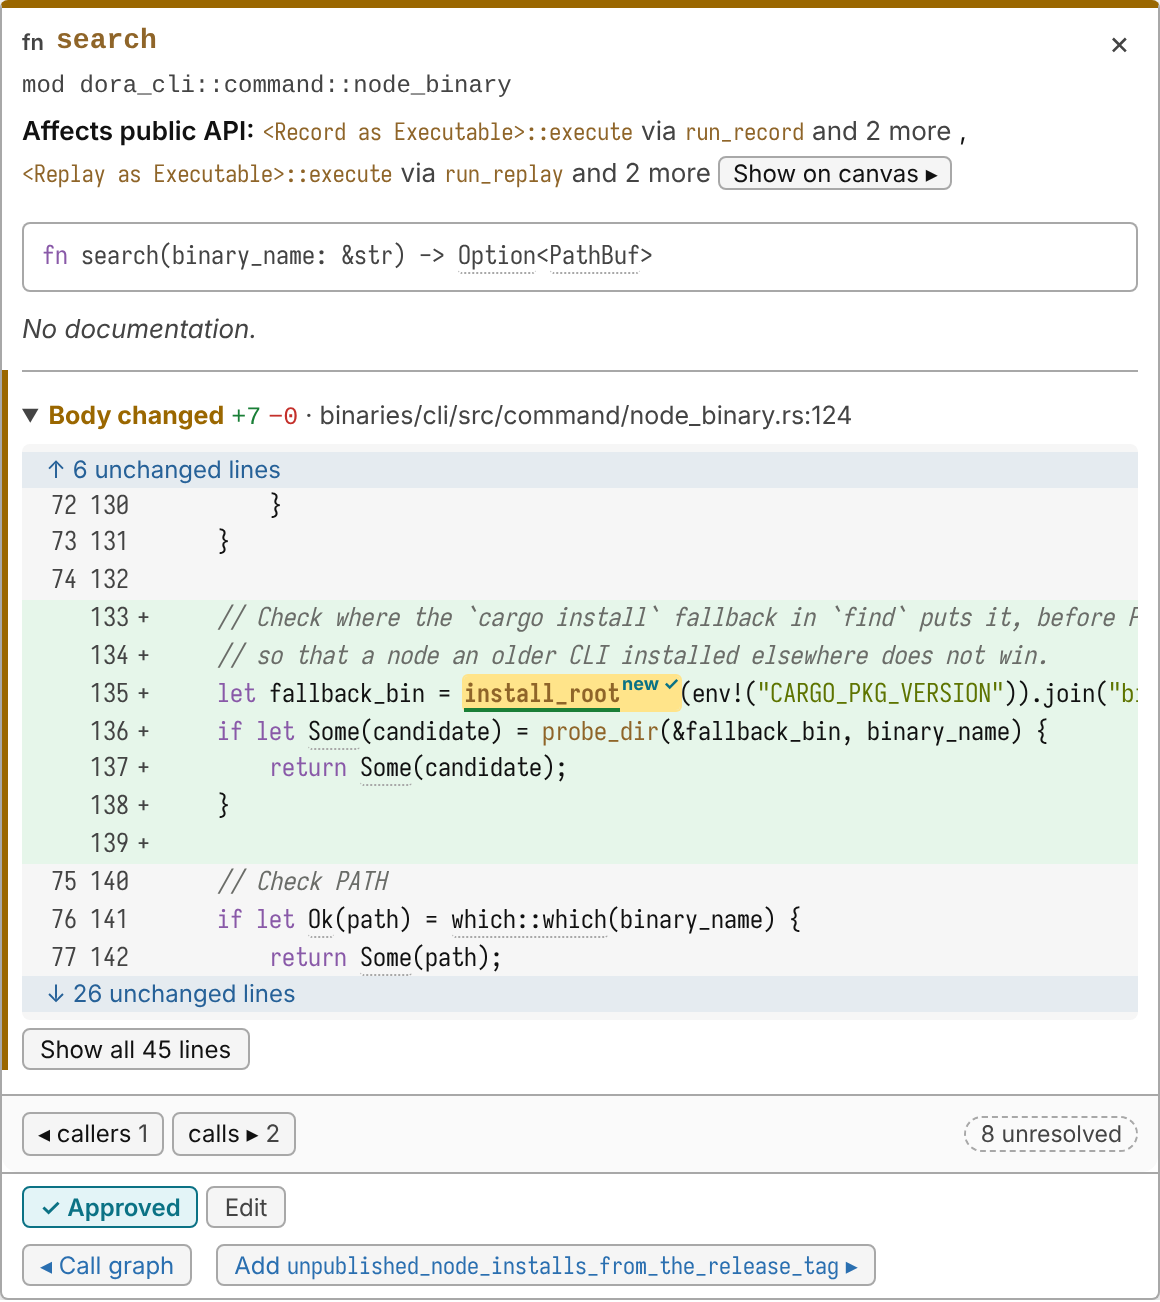 fn search ×
mod dora_cli::command::node_binary
Affects public API: <Record as Executable>::execute via run_record and 2 more ,
<Replay as Executable>::execute via run_replay and 2 more Show on canvas ▸
fn search(binary_name: &str) -> Option<PathBuf>
No documentation.
▼ Body changed +7 −0 · binaries/cli/src/command/node_binary.rs:124
↑ 6 unchanged lines
72 130 }
73 131 }
74 132
133 + // Check where the `cargo install` fallback in `find` puts it, before
134 + // so that a node an older CLI installed elsewhere does not win.
135 + let fallback_bin = install_root new ✓ (env!("CARGO_PKG_VERSION")).join("bi
136 + if let Some(candidate) = probe_dir(&fallback_bin, binary_name) {
137 + return Some(candidate);
138 + }
139 +
75 140 // Check PATH
76 141 if let Ok(path) = which::which(binary_name) {
77 142 return Some(path);
↓ 26 unchanged lines
Show all 45 lines
◂ callers 1 calls ▸ 2 8 unresolved
✓ Approved Edit
◂ Call graph Add unpublished_node_installs_from_the_release_tag ▸